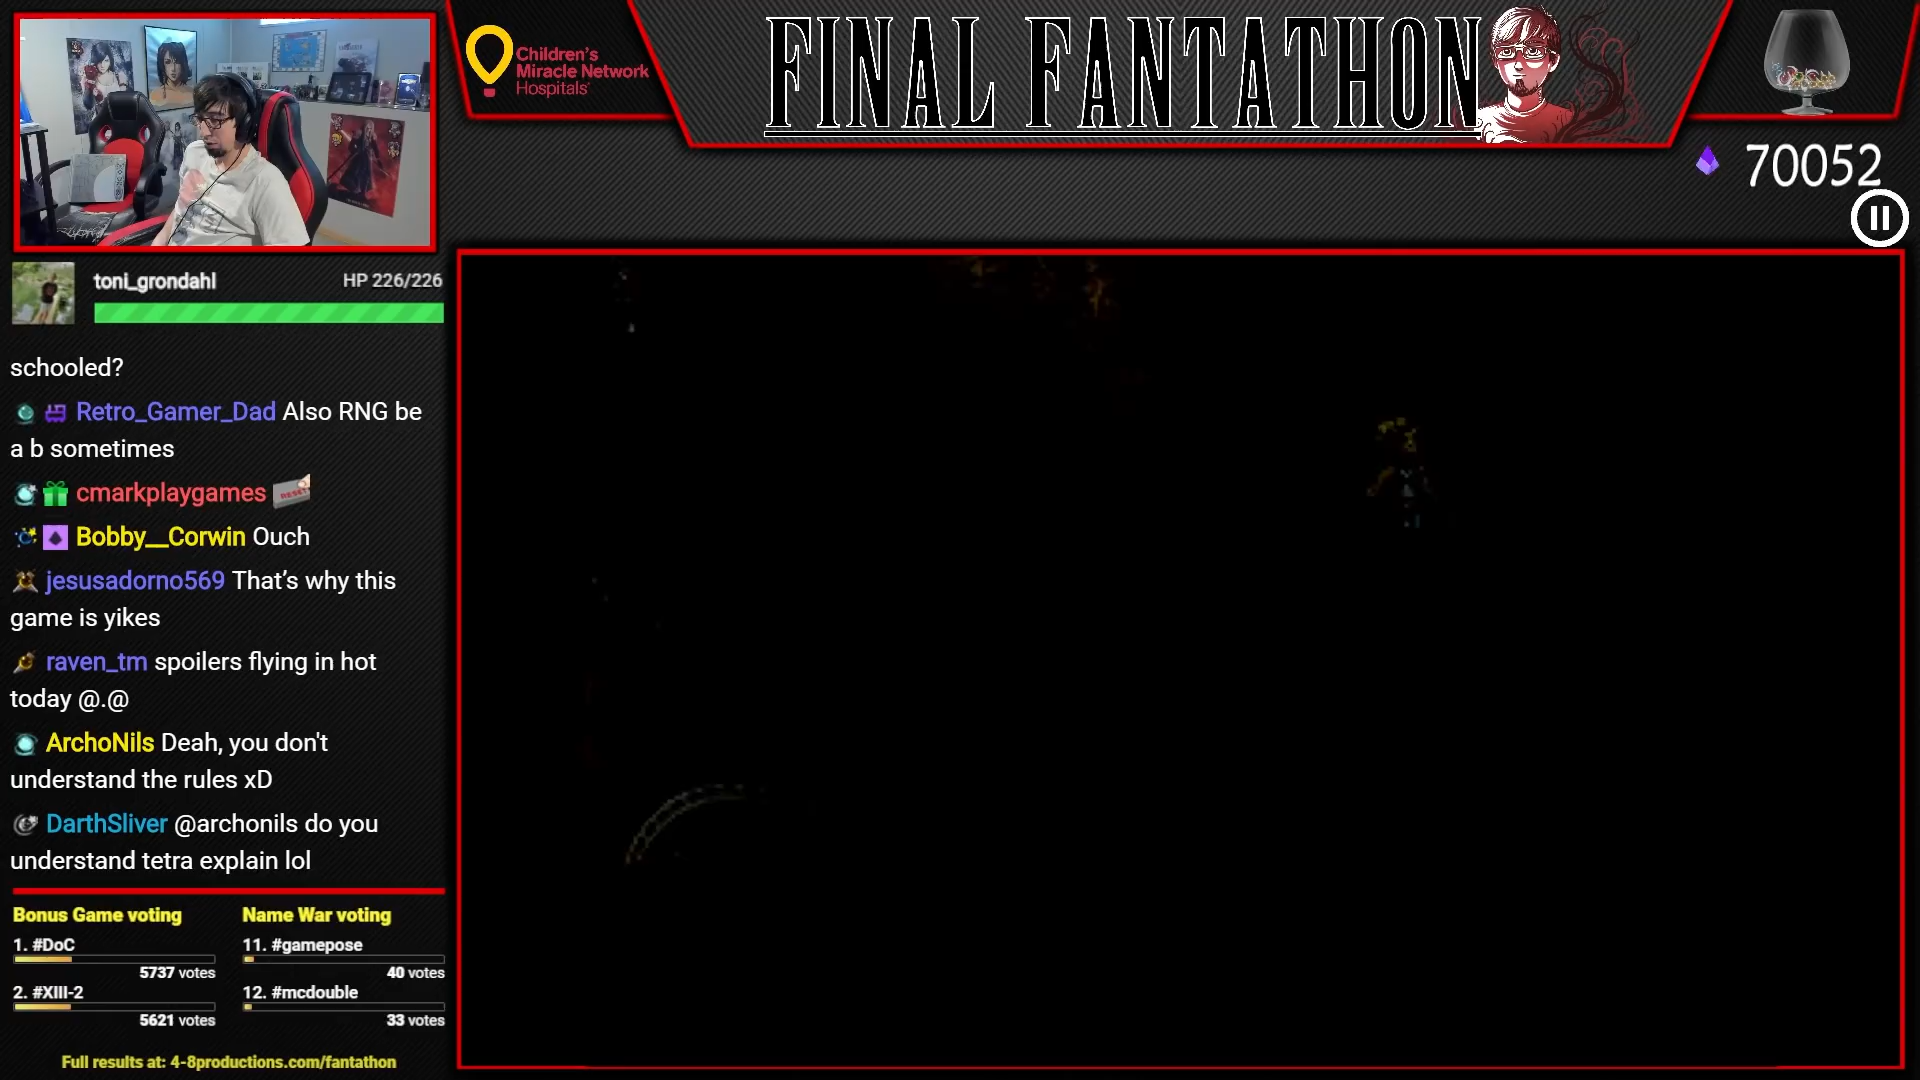 Children's
Miracle Network
Hospitals
FINAL FANTATHON
70052
toni_grondahl HP 226/226
schooled?
Retro_Gamer_Dad Also RNG be
a b sometimes
cmarkplaygames RESET
Bobby__Corwin Ouch
jesusadorno569 That's why this
game is yikes
raven_tm spoilers flying in hot
today @.@
ArchoNils Deah, you don't
understand the rules xD
DarthSliver @archonils do you
understand tetra explain lol
Bonus Game voting
1. #DoC
5737 votes
2. #XIII-2
5621 votes
Name War voting
11. #gamepose
40 votes
12. #mcdouble
33 votes
Full results at: 4-8productions.com/fantathon